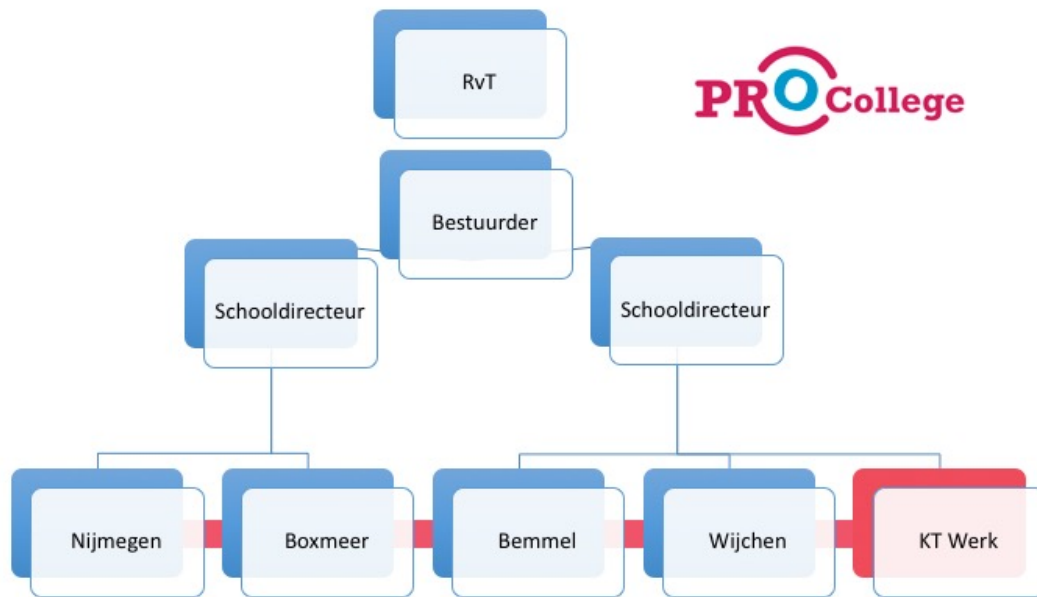 RvT
PRO College
Bestuurder
Schooldirecteur
Schooldirecteur
Nijmegen
Boxmeer
Bemmel
Wijchen
KT Werk